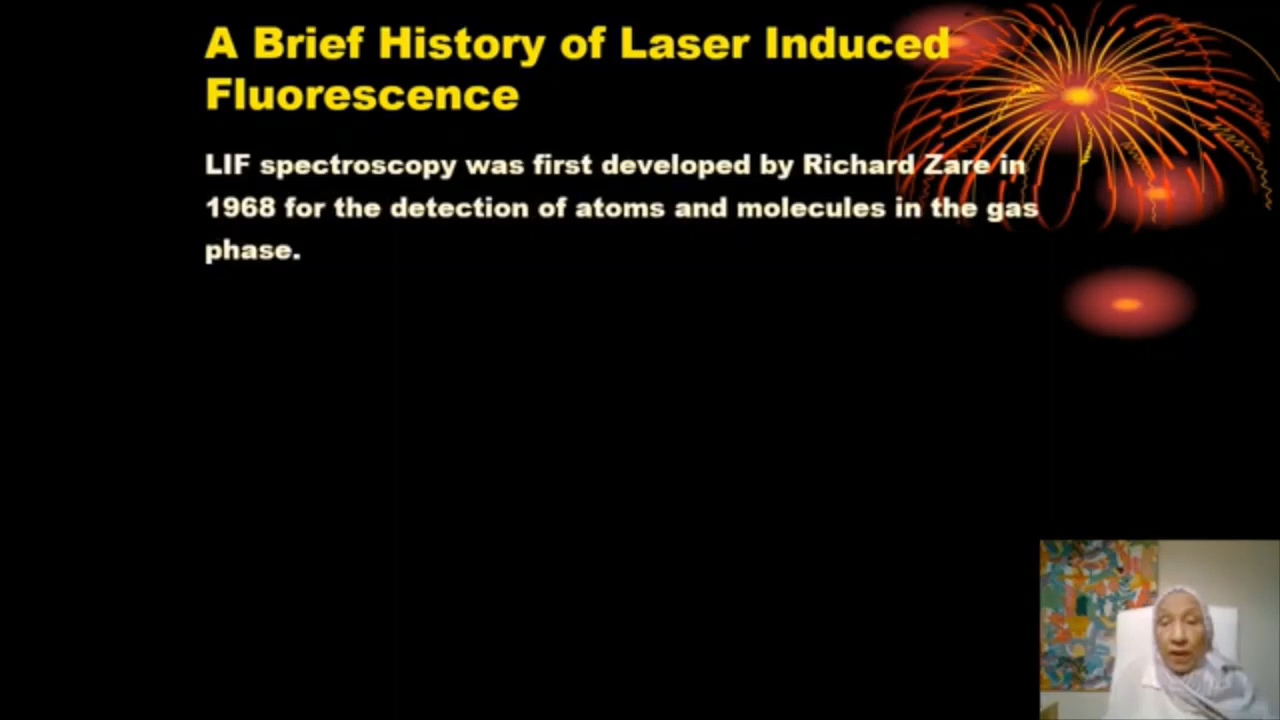 A Brief History of Laser Induced
Fluorescence
LIF spectroscopy was first developed by Richard Zare in
1968 for the detection of atoms and molecules in the gas
phase.